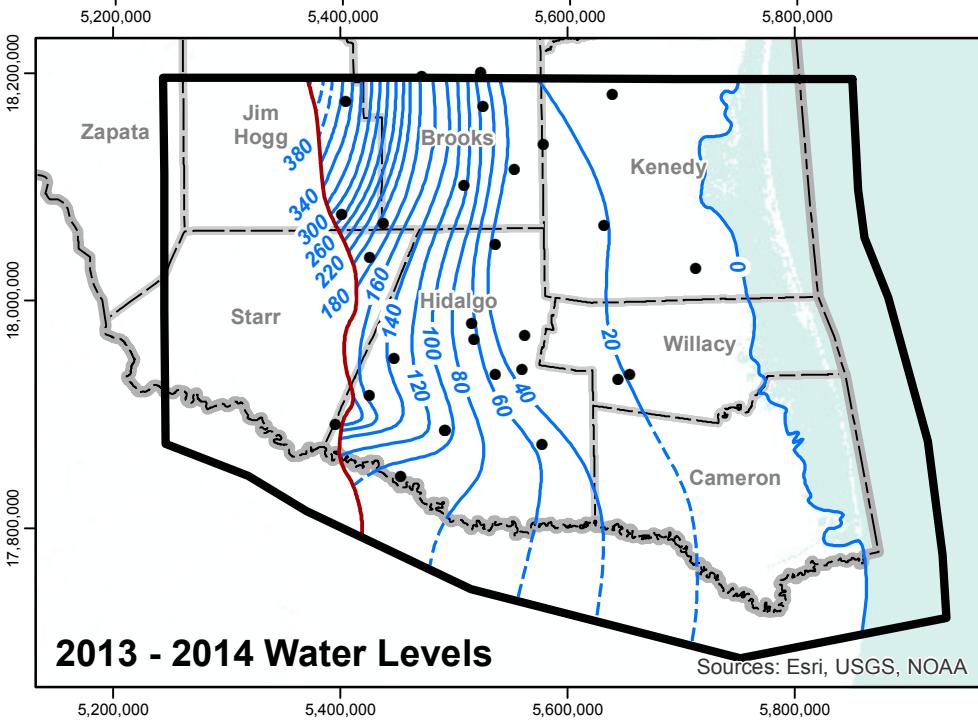 5,200,000 5,400,000 5,600,000 5,800,000
18,200,000
18,000,000
17,800,000
Zapata
Jim
Hogg
Brooks
Kenedy
380
340
300
260
220
180
160
140
100
120
80
60
40
20
0
Starr
Hidalgo
Willacy
Cameron
2013 - 2014 Water Levels
Sources: Esri, USGS, NOAA
5,200,000 5,400,000 5,600,000 5,800,000